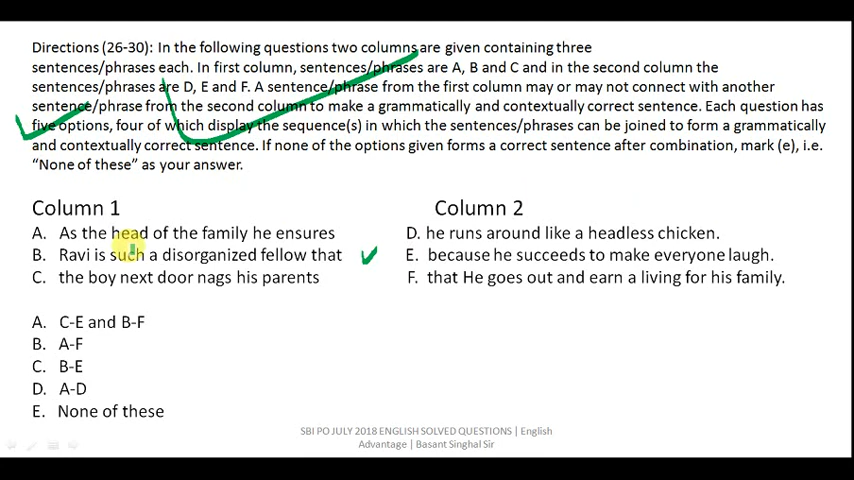 Directions (26-30): In the following questions two columns are given containing three
sentences/phrases each. In first column, sentences/phrases are A, B and C and in the second column the
sentences/phrases are D, E and F. A sentence/phrase from the first column may or may not connect with another
sentence/phrase from the second column to make a grammatically and contextually correct sentence. Each question has
five options, four of which display the sequence(s) in which the sentences/phrases can be joined to form a grammatically
and contextually correct sentence. If none of the options given forms a correct sentence after combination, mark (e), i.e.
“None of these” as your answer.
Column 1
A. As the head of the family he ensures
B. Ravi is such a disorganized fellow that
C. the boy next door nags his parents
Column 2
D. he runs around like a headless chicken.
E. because he succeeds to make everyone laugh.
F. that He goes out and earn a living for his family.
A. C-E and B-F
B. A-F
C. B-E
D. A-D
E. None of these
SBI PO JULY 2018 ENGLISH SOLVED QUESTIONS | English
Advantage | Basant Singhal Sir